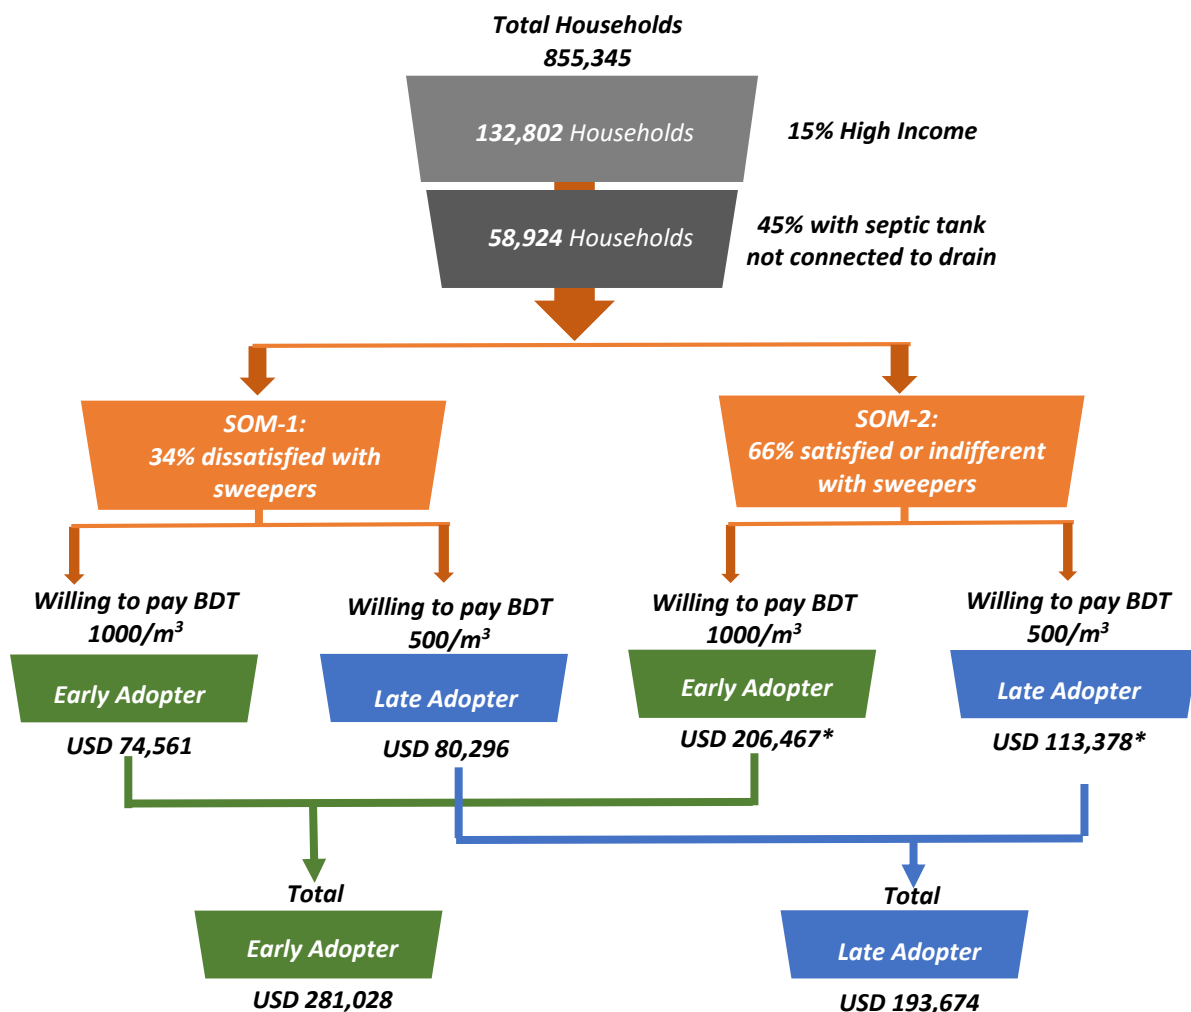 Total Households
855,345
132,802 Households
15% High Income
58,924 Households
45% with septic tank
not connected to drain
SOM-1:
34% dissatisfied with
sweepers
SOM-2:
66% satisfied or indifferent
with sweepers
Willing to pay BDT
1000/m³
Willing to pay BDT
500/m³
Willing to pay BDT
1000/m³
Willing to pay BDT
500/m³
Early Adopter
Late Adopter
Early Adopter
Late Adopter
USD 74,561
USD 80,296
USD 206,467*
USD 113,378*
Total
Early Adopter
USD 281,028
Total
Late Adopter
USD 193,674